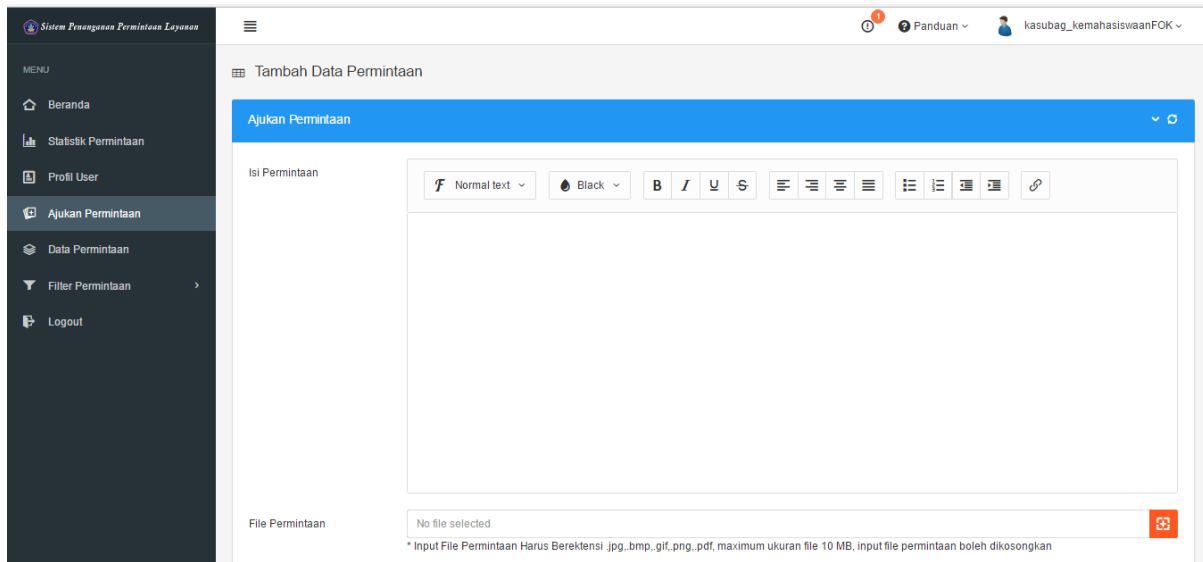 Sistem Penanganan Permintaan Layanan
1
Panduan
kasubag_kemahasiswaanFOK
MENU
Beranda
Statistik Permintaan
Profil User
Ajukan Permintaan
Data Permintaan
Filter Permintaan
Logout
Tambah Data Permintaan
Ajukan Permintaan
Isi Permintaan
F Normal text
Black
B I U S
File Permintaan
No file selected
* Input File Permintaan Harus Berektensi .jpg,.bmp,.gif,.png,.pdf, maximum ukuran file 10 MB, input file permintaan boleh dikosongkan